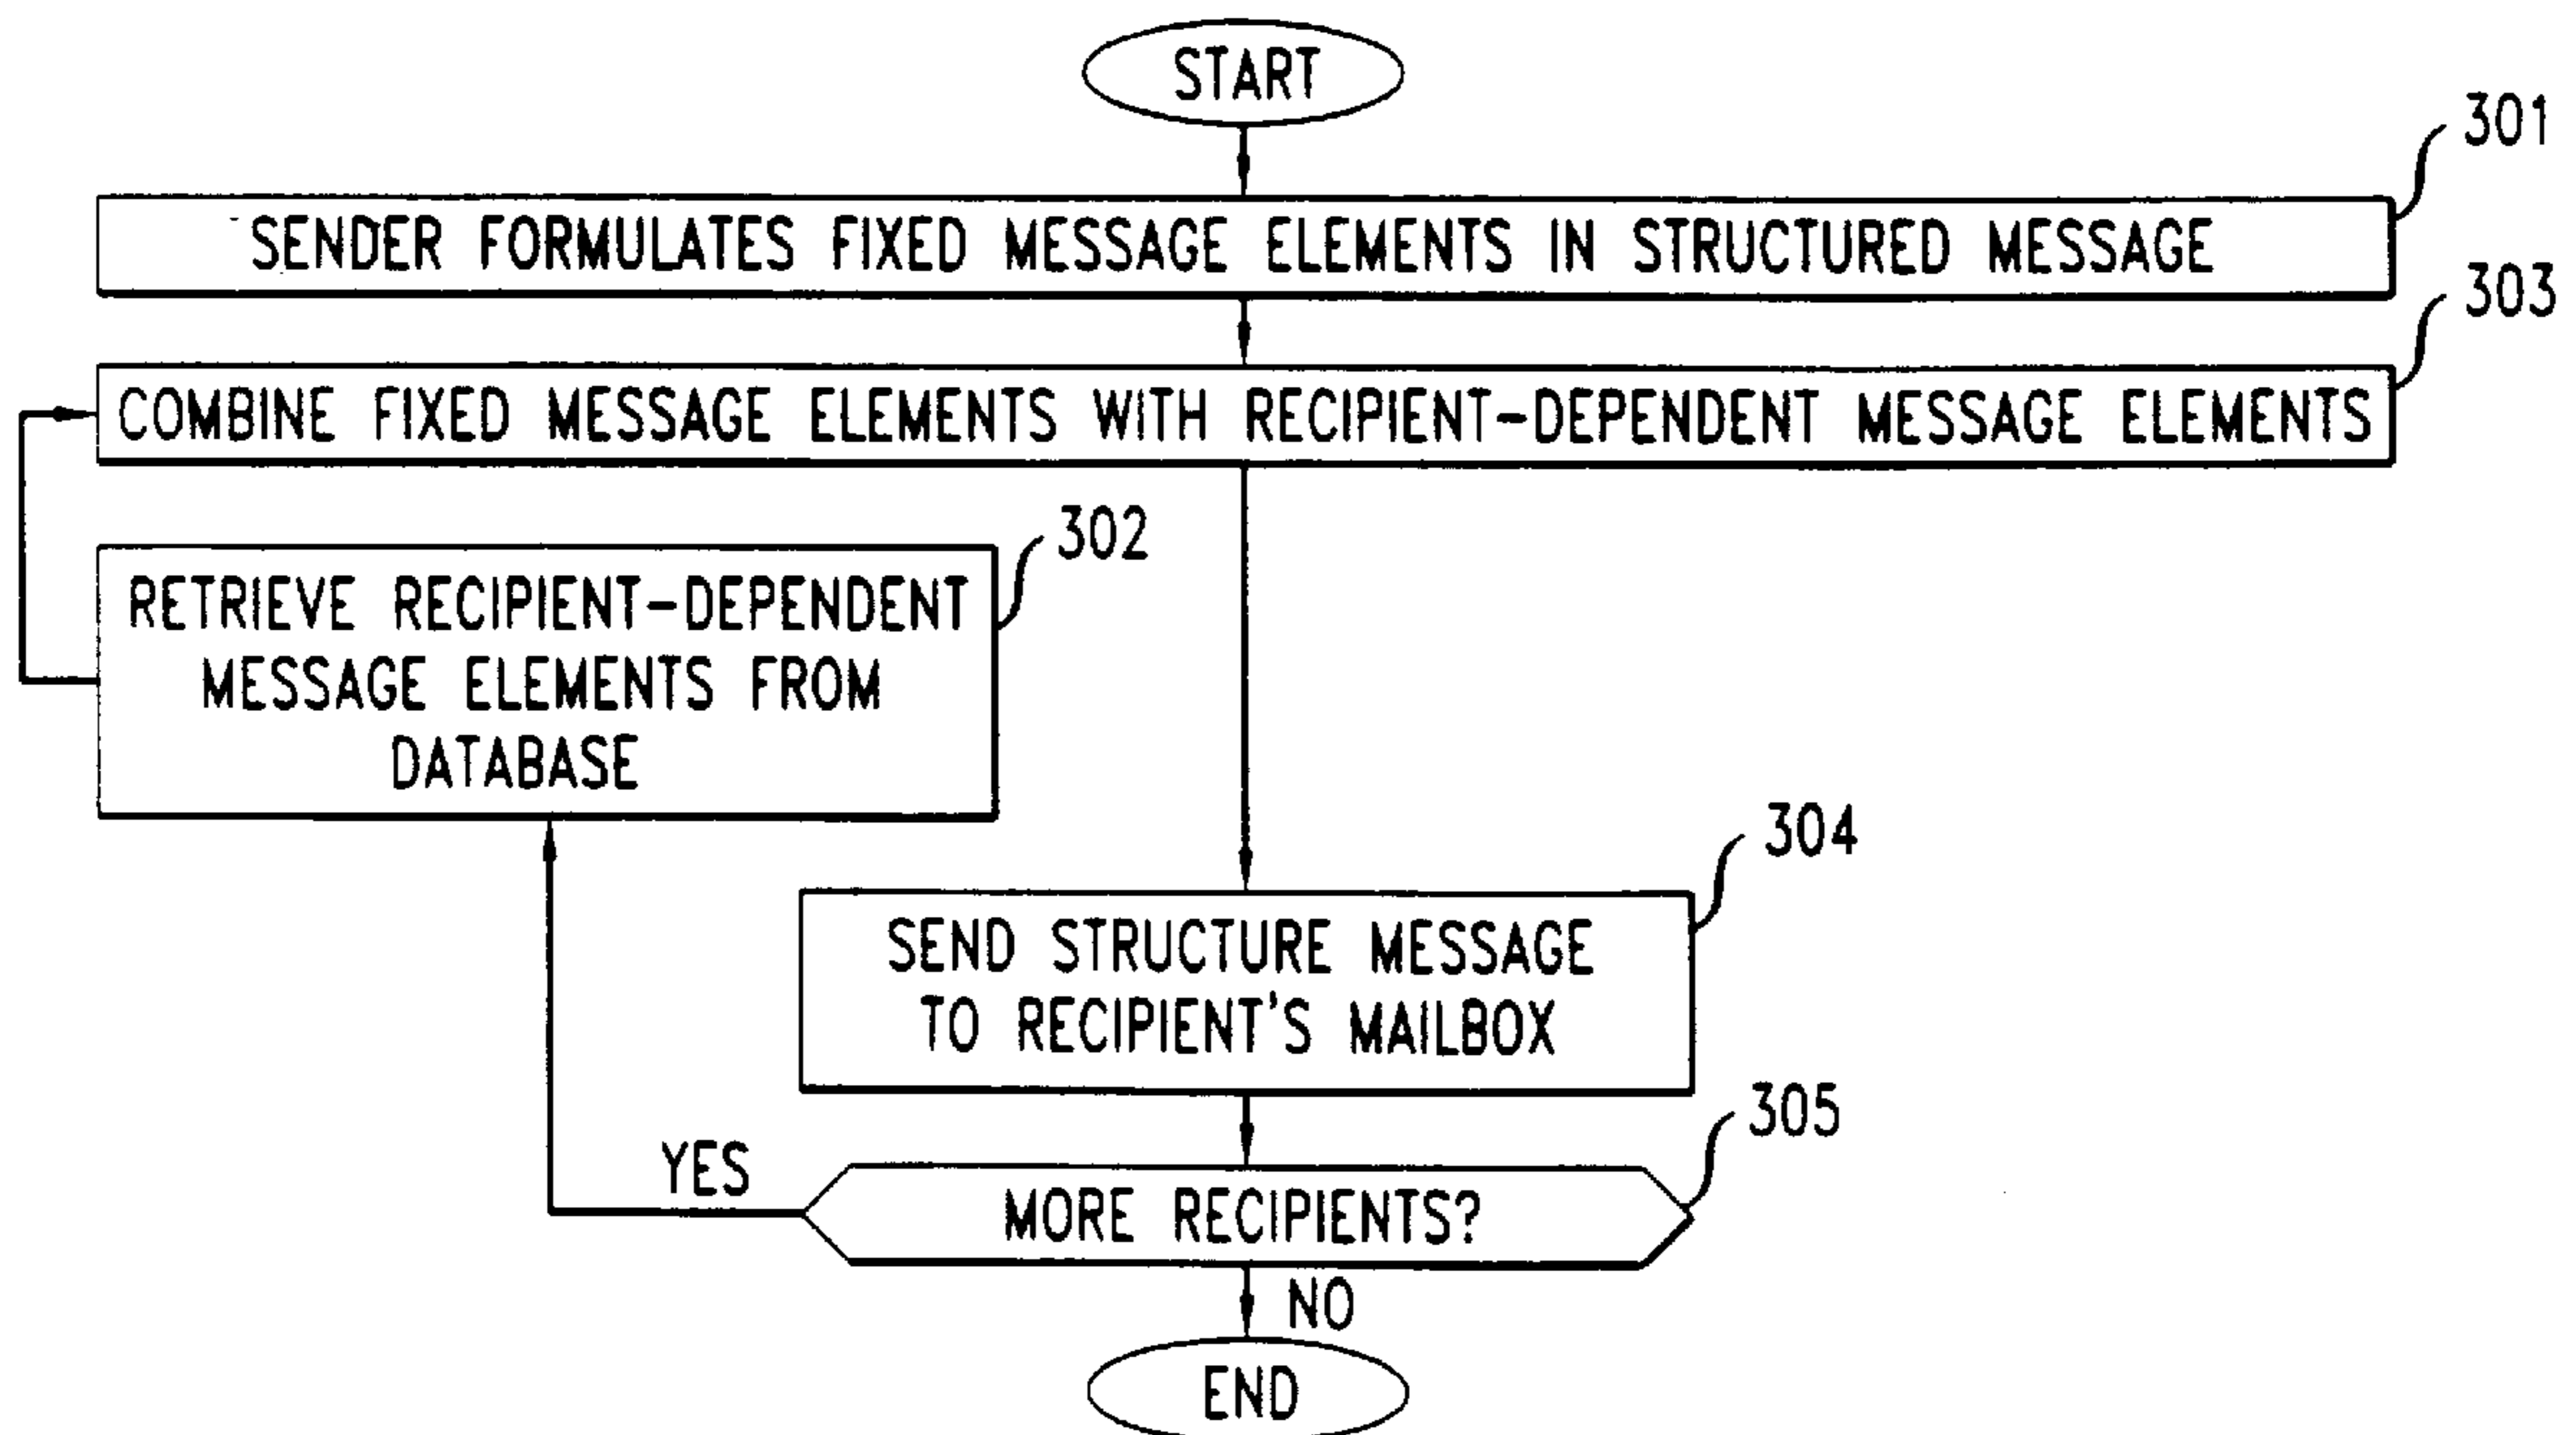 START
301
SENDER FORMULATES FIXED MESSAGE ELEMENTS IN STRUCTURED MESSAGE
303
COMBINE FIXED MESSAGE ELEMENTS WITH RECIPIENT-DEPENDENT MESSAGE ELEMENTS
302
RETRIEVE RECIPIENT-DEPENDENT
MESSAGE ELEMENTS FROM
DATABASE
304
SEND STRUCTURE MESSAGE
TO RECIPIENT'S MAILBOX
305
YES
MORE RECIPIENTS?
NO
END